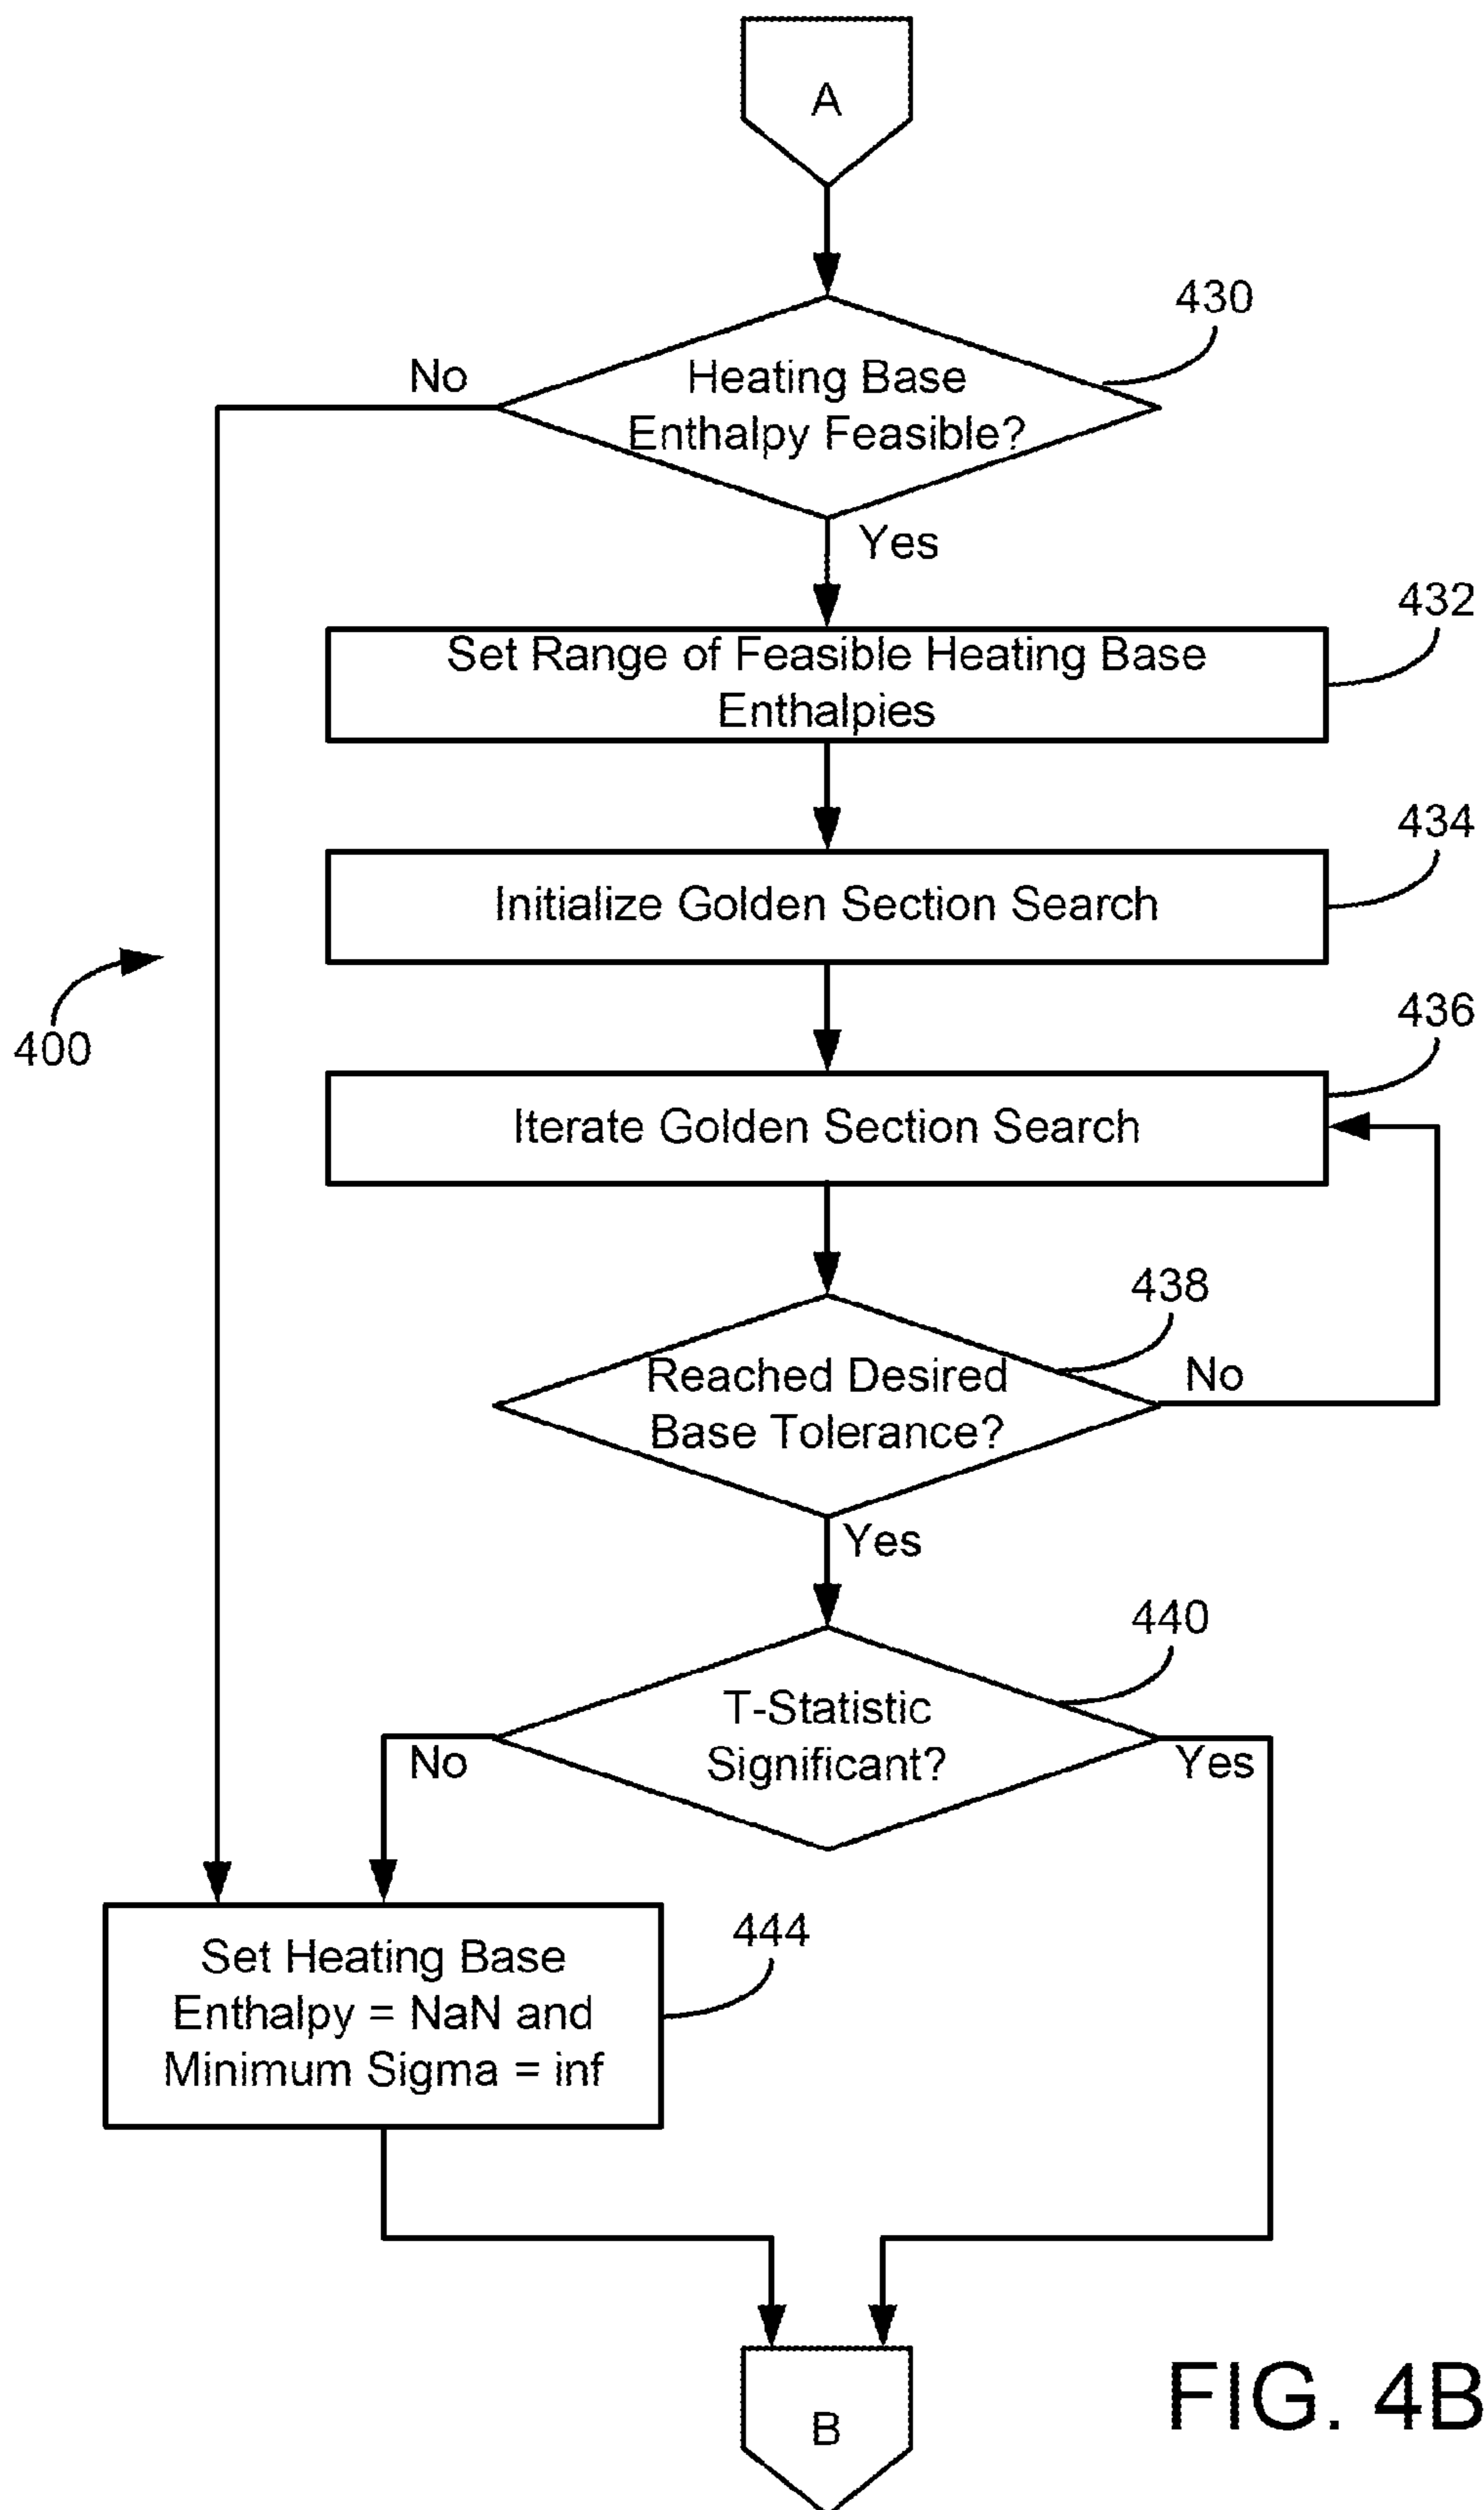 A
430
No
Heating Base
Enthalpy Feasible?
Yes
432
Set Range of Feasible Heating Base
Enthalpies
434
Initialize Golden Section Search
400
436
Iterate Golden Section Search
438
Reached Desired
Base Tolerance?
No
Yes
440
T-Statistic
Significant?
No
Yes
444
Set Heating Base
Enthalpy = NaN and
Minimum Sigma = inf
B
FIG. 4B